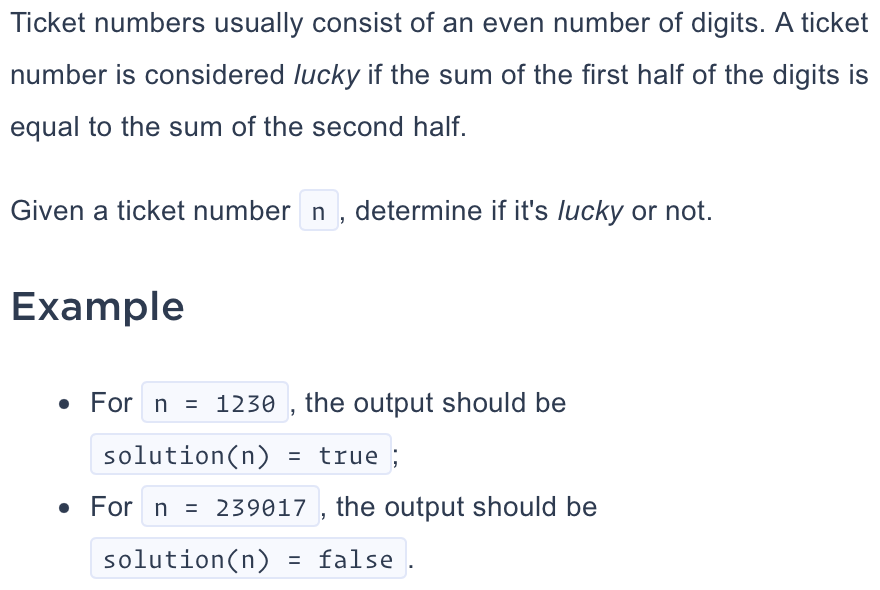 Ticket numbers usually consist of an even number of digits. A ticket
number is considered lucky if the sum of the first half of the digits is
equal to the sum of the second half.
Given a ticket number n, determine if it's lucky or not.
Example
• For n = 1230, the output should be
solution(n) = true;
• For n = 239017, the output should be
solution(n) = false.